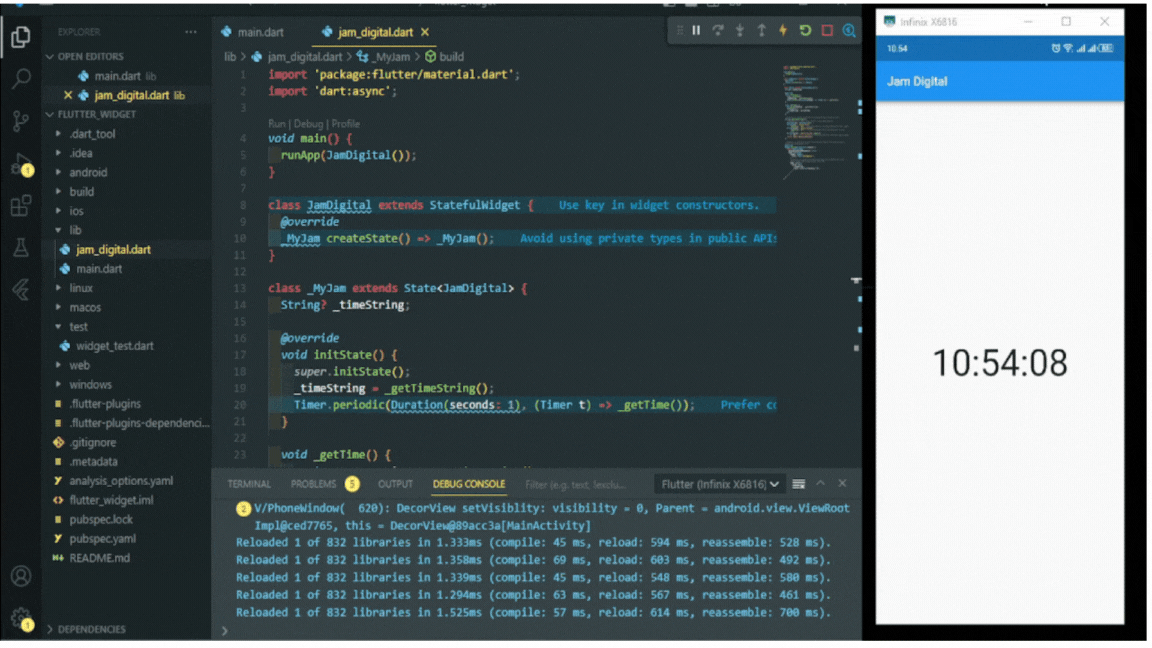 EXPLORER
OPEN EDITORS
main.dart lib
jam_digital.dart lib
FLUTTER_WIDGET
.dart_tool
.idea
android
build
ios
lib
jam_digital.dart
main.dart
linux
macos
test
widget_test.dart
web
windows
.flutter-plugins
.flutter-plugins-dependenci...
.gitignore
.metadata
analysis_options.yaml
flutter_widget.iml
pubspec.lock
pubspec.yaml
README.md
DEPENDENCIES
main.dart
jam_digital.dart
lib > jam_digital.dart > _MyJam > build
1 import 'package:flutter/material.dart';
2 import 'dart:async';
3
Run | Debug | Profile
4 void main() {
5 runApp(JamDigital());
6 }
7
8 class JamDigital extends StatefulWidget { Use key in widget constructors.
9 @override
10 _MyJam createState() => _MyJam(); Avoid using private types in public APIs
11 }
12
13 class _MyJam extends State<JamDigital> {
14 String? _timeString;
15
16 @override
17 void initState() {
18 super.initState();
19 _timeString = _getTimeString();
20 Timer.periodic(Duration(seconds: 1), (Timer t) => _getTime()); Prefer co
21 }
22
23 void _getTime() {
TERMINAL PROBLEMS 5 OUTPUT DEBUG CONSOLE Filter (e.g. text, !exclu... Flutter (Infinix X6816)
2 V/PhoneWindow( 620): DecorView setVisiblity: visibility = 0, Parent = android.view.ViewRoot
Impl@ced7765, this = DecorView@89acc3a[MainActivity]
Reloaded 1 of 832 libraries in 1.333ms (compile: 45 ms, reload: 594 ms, reassemble: 528 ms).
Reloaded 1 of 832 libraries in 1.358ms (compile: 69 ms, reload: 603 ms, reassemble: 492 ms).
Reloaded 1 of 832 libraries in 1.339ms (compile: 45 ms, reload: 548 ms, reassemble: 580 ms).
Reloaded 1 of 832 libraries in 1.294ms (compile: 63 ms, reload: 567 ms, reassemble: 461 ms).
Reloaded 1 of 832 libraries in 1.525ms (compile: 57 ms, reload: 614 ms, reassemble: 700 ms).
Infinix X6816
10.54
Jam Digital
10:54:08